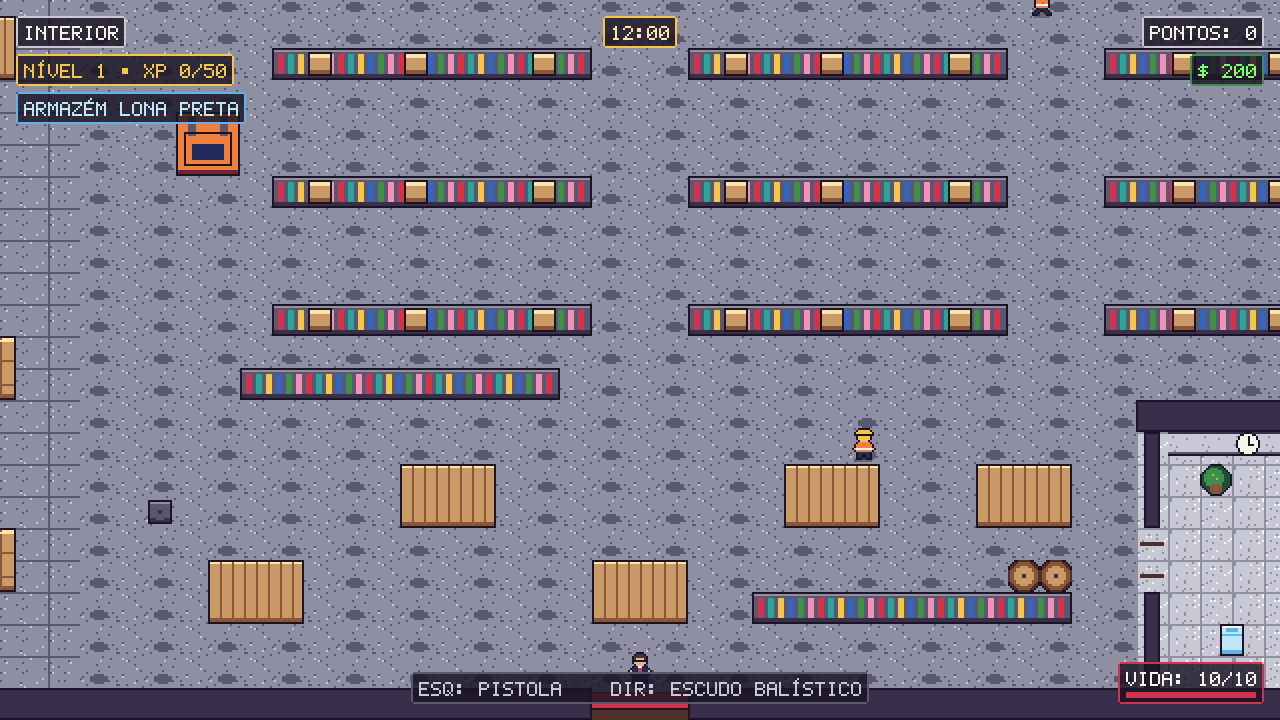 INTERIOR
12:00
PONTOS: 0
NÍVEL 1 ▪ XP 0/50
$ 200
ARMAZÉM LONA PRETA
ESQ: PISTOLA DIR: ESCUDO BALÍSTICO
VIDA: 10/10